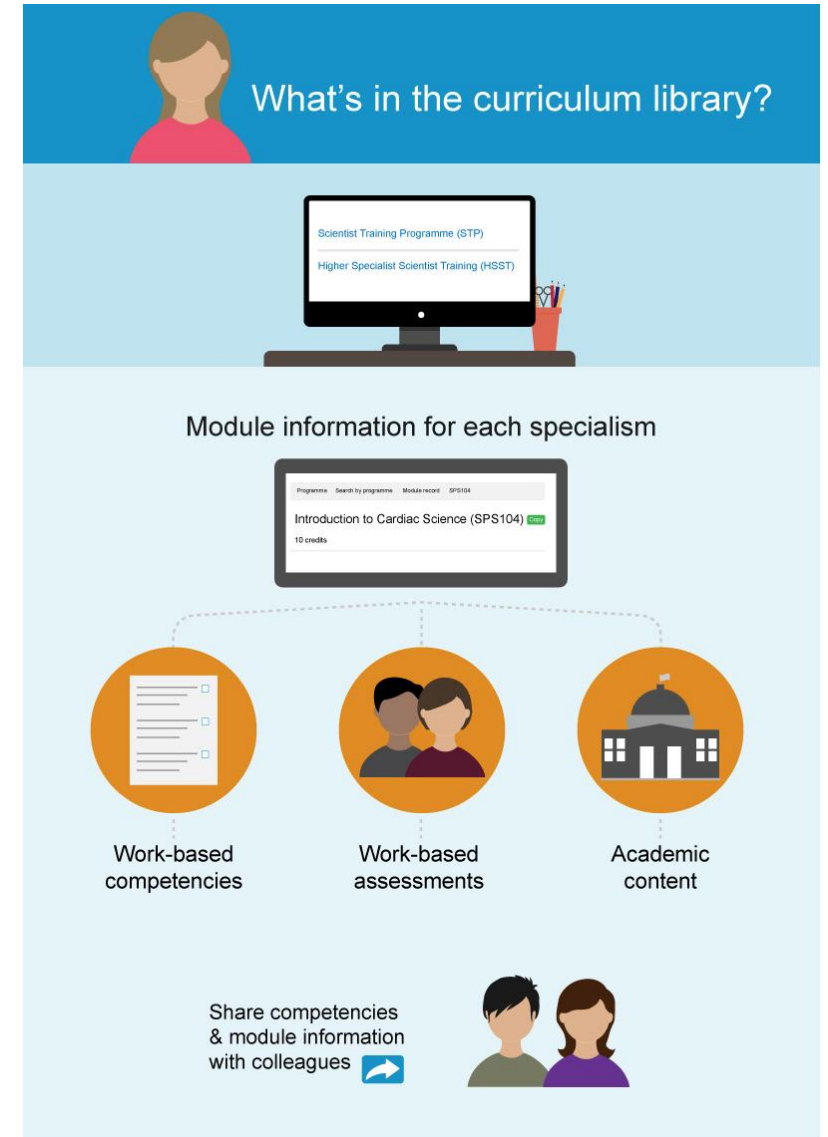 What's in the curriculum library?
Scientist Training Programme (STP)
Higher Specialist Scientist Training (HSST)
Module information for each specialism
Programme Search by programme Module record SPS104
Introduction to Cardiac Science (SPS104) Copy
10 credits
Work-based
competencies
Work-based
assessments
Academic
content
Share competencies
& module information
with colleagues